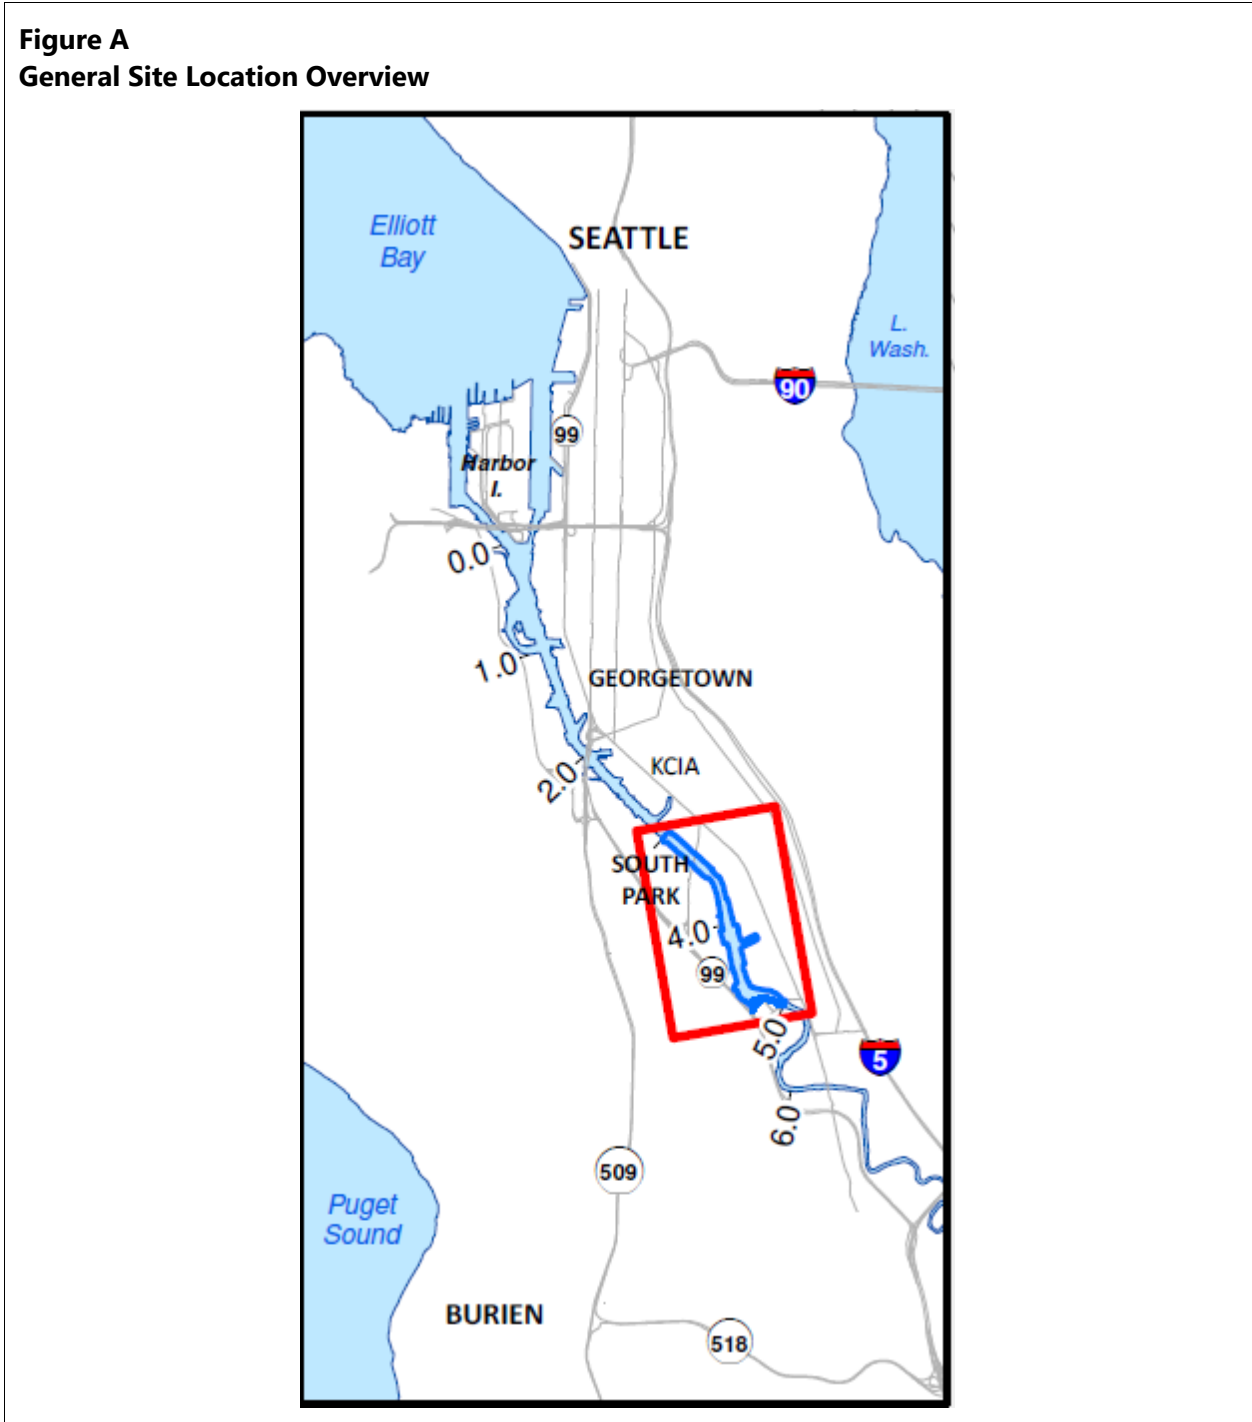 Figure A
General Site Location Overview
Elliott
Bay
SEATTLE
L.
Wash.
90
99
Harbor
I.
0.0
1.0
GEORGETOWN
2.0
KCIA
SOUTH
PARK
4.0
99
5.0
5
6.0
509
Puget
Sound
BURIEN
518